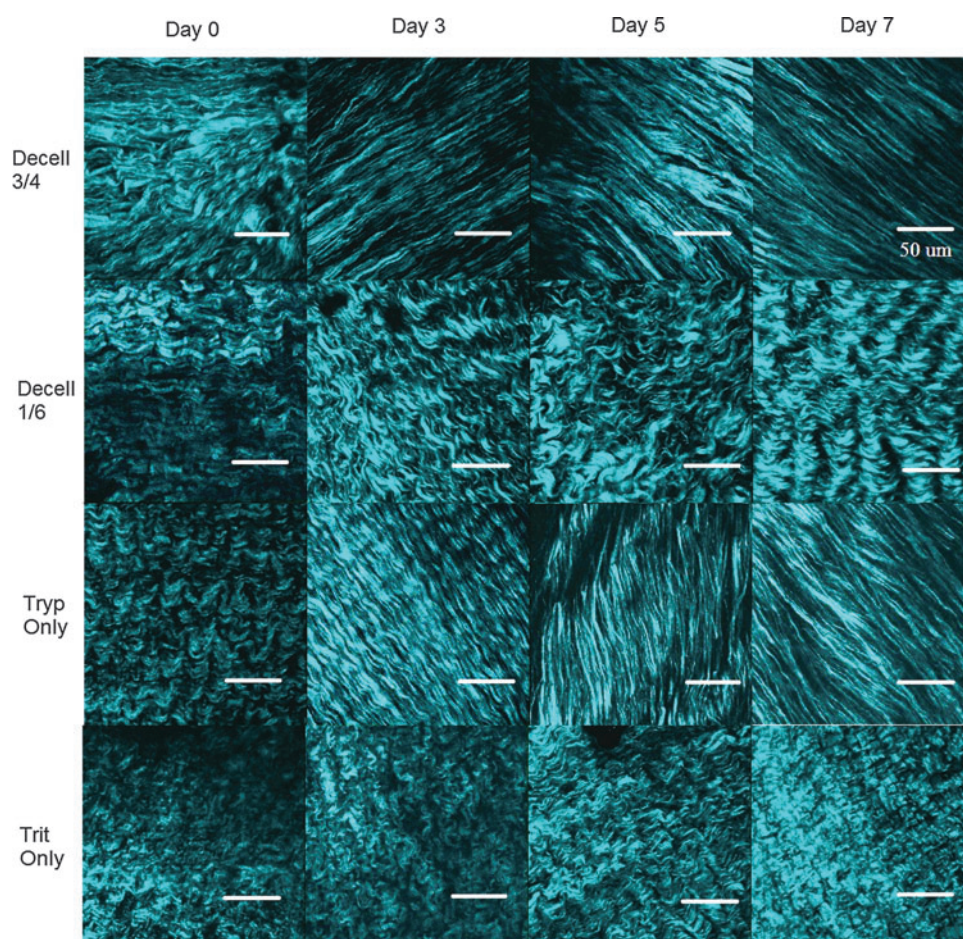 Day 0
Day 3
Day 5
Day 7
Decell
3/4
50 um
Decell
1/6
Tryp
Only
Trit
Only